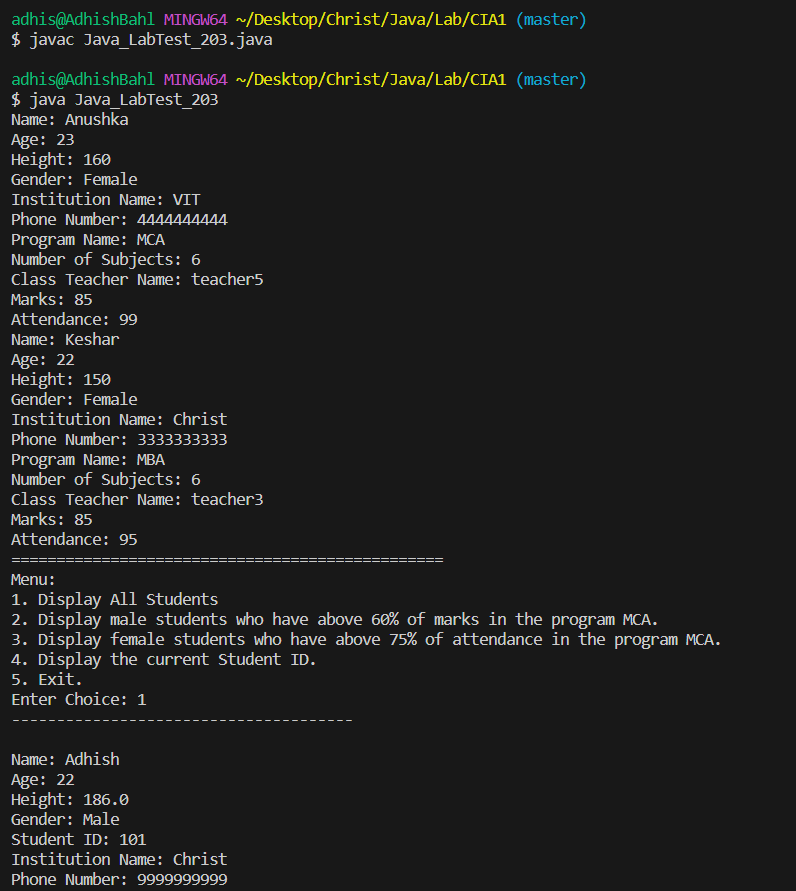 adhis@AdhishBahl MINGW64 ~/Desktop/Christ/Java/Lab/CIA1 (master)
$ javac Java_LabTest_203.java
adhis@AdhishBahl MINGW64 ~/Desktop/Christ/Java/Lab/CIA1 (master)
$ java Java_LabTest_203
Name: Anushka
Age: 23
Height: 160
Gender: Female
Institution Name: VIT
Phone Number: 4444444444
Program Name: MCA
Number of Subjects: 6
Class Teacher Name: teacher5
Marks: 85
Attendance: 99
Name: Keshar
Age: 22
Height: 150
Gender: Female
Institution Name: Christ
Phone Number: 3333333333
Program Name: MBA
Number of Subjects: 6
Class Teacher Name: teacher3
Marks: 85
Attendance: 95
================================================
Menu:
1. Display All Students
2. Display male students who have above 60% of marks in the program MCA.
3. Display female students who have above 75% of attendance in the program MCA.
4. Display the current Student ID.
5. Exit.
Enter Choice: 1
--------------------------------------
Name: Adhish
Age: 22
Height: 186.0
Gender: Male
Student ID: 101
Institution Name: Christ
Phone Number: 9999999999